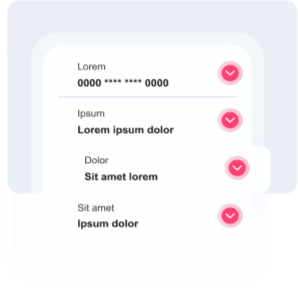 Lorem
0000 **** **** 0000
Ipsum
Lorem ipsum dolor
Dolor
Sit amet lorem
Sit amet
Ipsum dolor